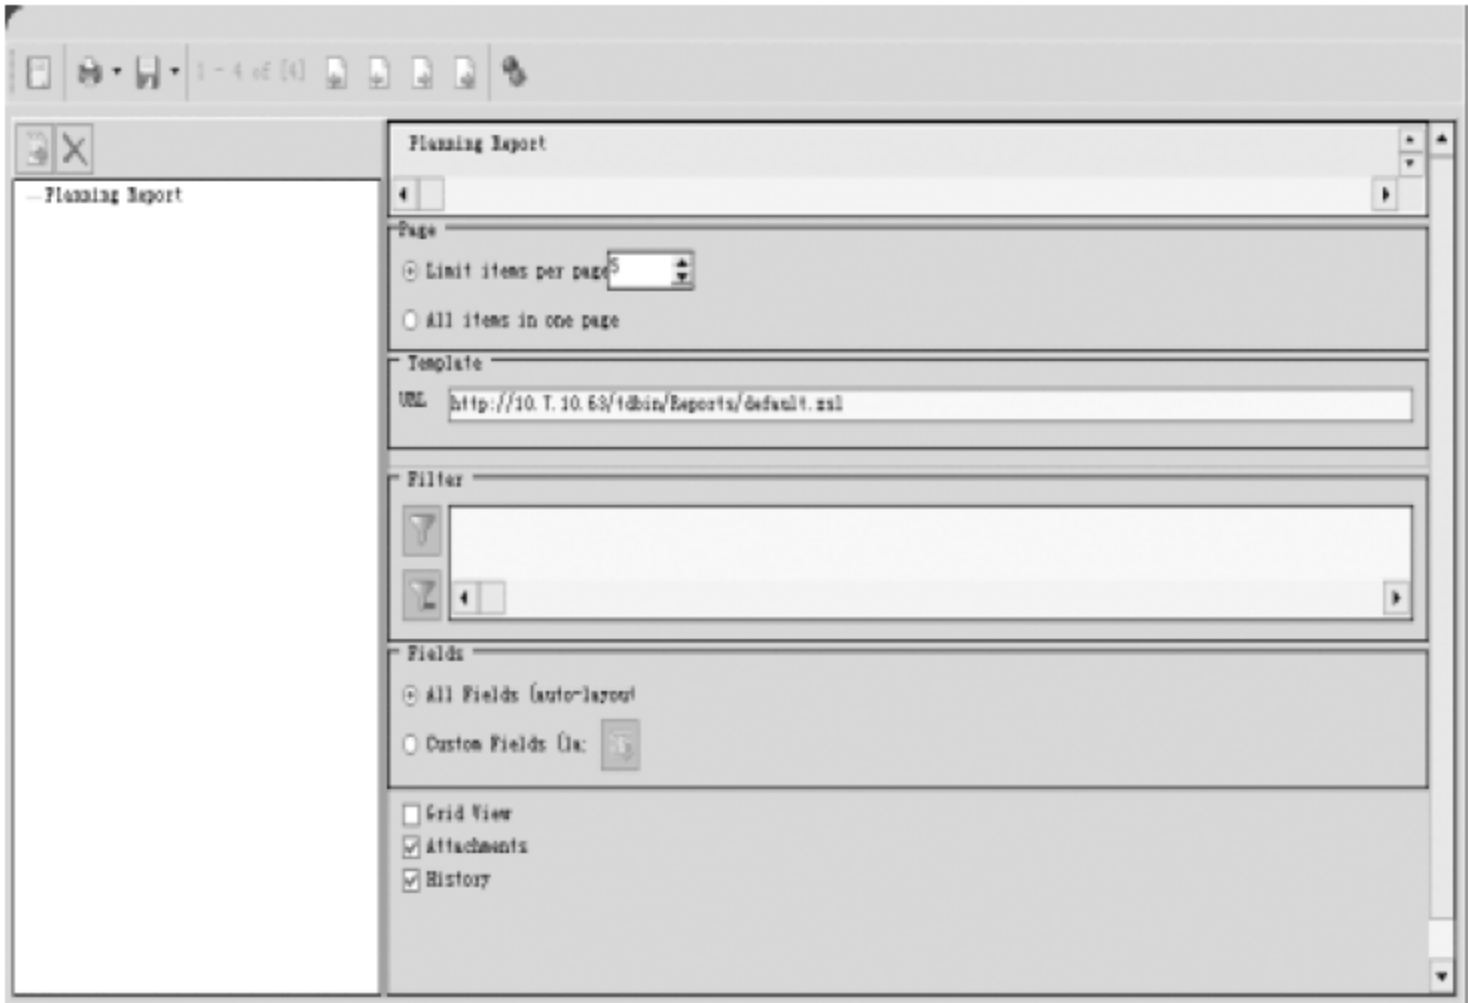 1 - 4 of [4]
Planning Report
Planning Report
Page
Limit items per page 5
All items in one page
Template
URL http://10.7.10.63/tdbin/Reports/default.xsl
Filter
Fields
All Fields (auto-layout
Custom Fields (la:
Grid View
Attachments
History